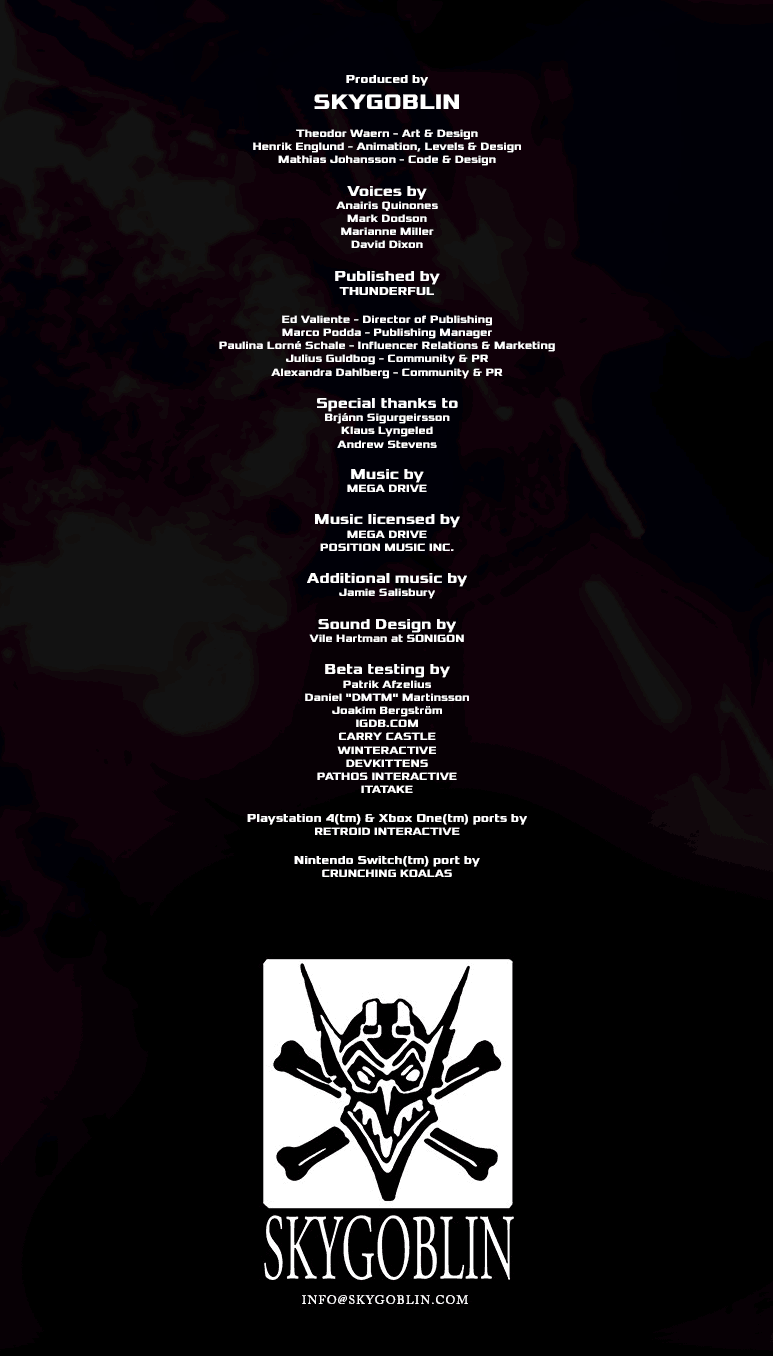 Produced by
SKYGOBLIN
Theodor Waern - Art & Design
Henrik Englund - Animation, Levels & Design
Mathias Johansson - Code & Design
Voices by
Anairis Quinones
Mark Dodson
Marianne Miller
David Dixon
Published by
THUNDERFUL
Ed Valiente - Director of Publishing
Marco Podda - Publishing Manager
Paulina Lorné Schale - Influencer Relations & Marketing
Julius Guldbog - Community & PR
Alexandra Dahlberg - Community & PR
Special thanks to
Brjánn Sigurgeirsson
Klaus Lyngeled
Andrew Stevens
Music by
MEGA DRIVE
Music licensed by
MEGA DRIVE
POSITION MUSIC INC.
Additional music by
Jamie Salisbury
Sound Design by
Vile Hartman at SONIGON
Beta testing by
Patrik Afzelius
Daniel "DMTM" Martinsson
Joakim Bergström
IGDB.COM
CARRY CASTLE
WINTERACTIVE
DEVKITTENS
PATHOS INTERACTIVE
ITATAKE
Playstation 4(tm) & Xbox One(tm) ports by
RETROID INTERACTIVE
Nintendo Switch(tm) port by
CRUNCHING KOALAS
SKYGOBLIN
INFO@SKYGOBLIN.COM